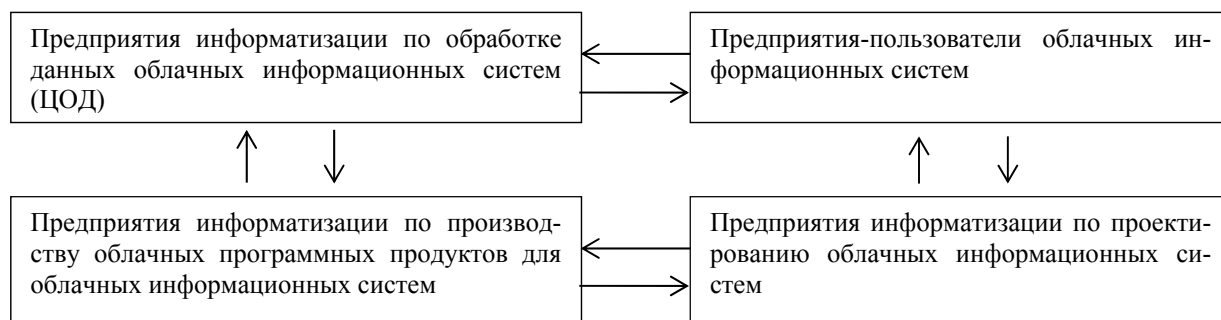 Предприятия информатизации по обработке
данных облачных информационных систем
(ЦОД)
Предприятия-пользователи облачных ин-
формационных систем
Предприятия информатизации по производ-
ству облачных программных продуктов для
облачных информационных систем
Предприятия информатизации по проекти-
рованию облачных информационных си-
стем